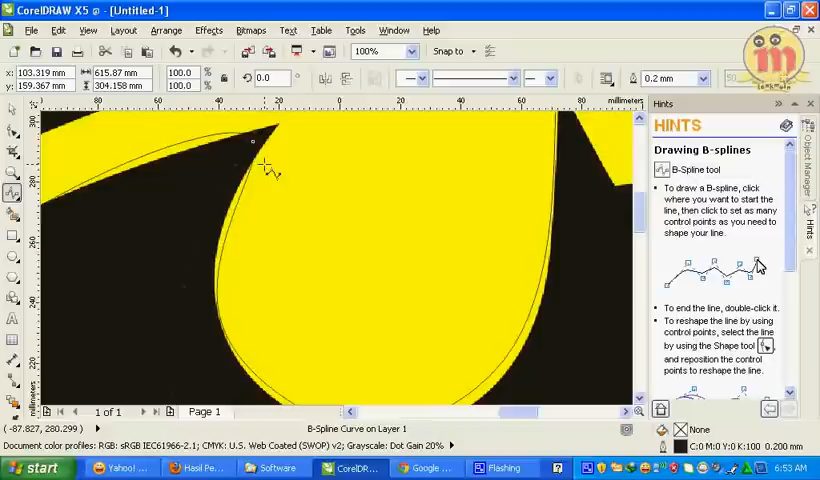 CorelDRAW X5 - [Untitled-1]
File Edit View Layout Arrange Effects Bitmaps Text Table Tools Window Help
100% Snap to
x: 103.319 mm 615.87 mm 100.0 % 0.0 0.2 mm 50
y: 159.367 mm 304.158 mm 100.0 %
80 60 40 20 0 20 40 60 80 millimeters
300
280
260
240
220
millimeters
Hints
HINTS
Drawing B-splines
B-Spline tool
• To draw a B-spline, click
where you want to start the
line, then click to set as many
control points as you need to
shape your line.
• To end the line, double-click it.
• To reshape the line by using
control points, select the line
by using the Shape tool
and reposition the control
points to reshape the line.
Object Manager
Hints
1 of 1 Page 1
( -87.827, 280.299 ) B-Spline Curve on Layer 1 None
Document color profiles: RGB: sRGB IEC61966-2.1; CMYK: U.S. Web Coated (SWOP) v2; Grayscale: Dot Gain 20% C:0 M:0 Y:0 K:100 0.200 mm
start Yahoo! ... Hasil Pe... Software CorelDR... Google ... Flashing 6:53 AM